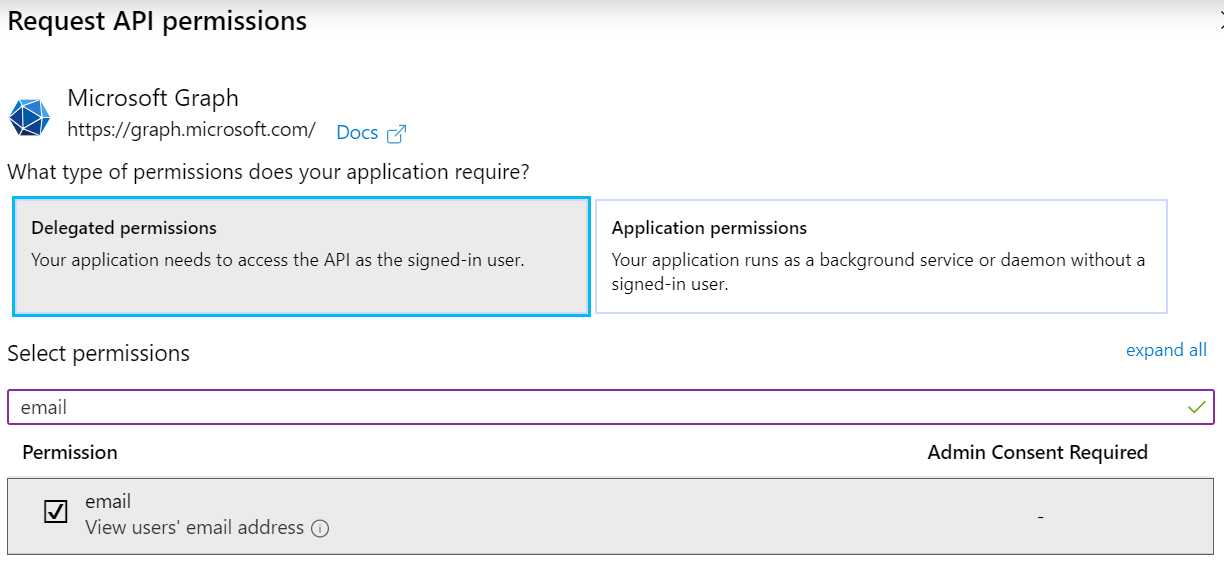 Request API permissions
Microsoft Graph
https://graph.microsoft.com/ Docs
What type of permissions does your application require?
Delegated permissions
Your application needs to access the API as the signed-in user.
Application permissions
Your application runs as a background service or daemon without a
signed-in user.
Select permissions
expand all
email
Permission
Admin Consent Required
email
View users' email address
-